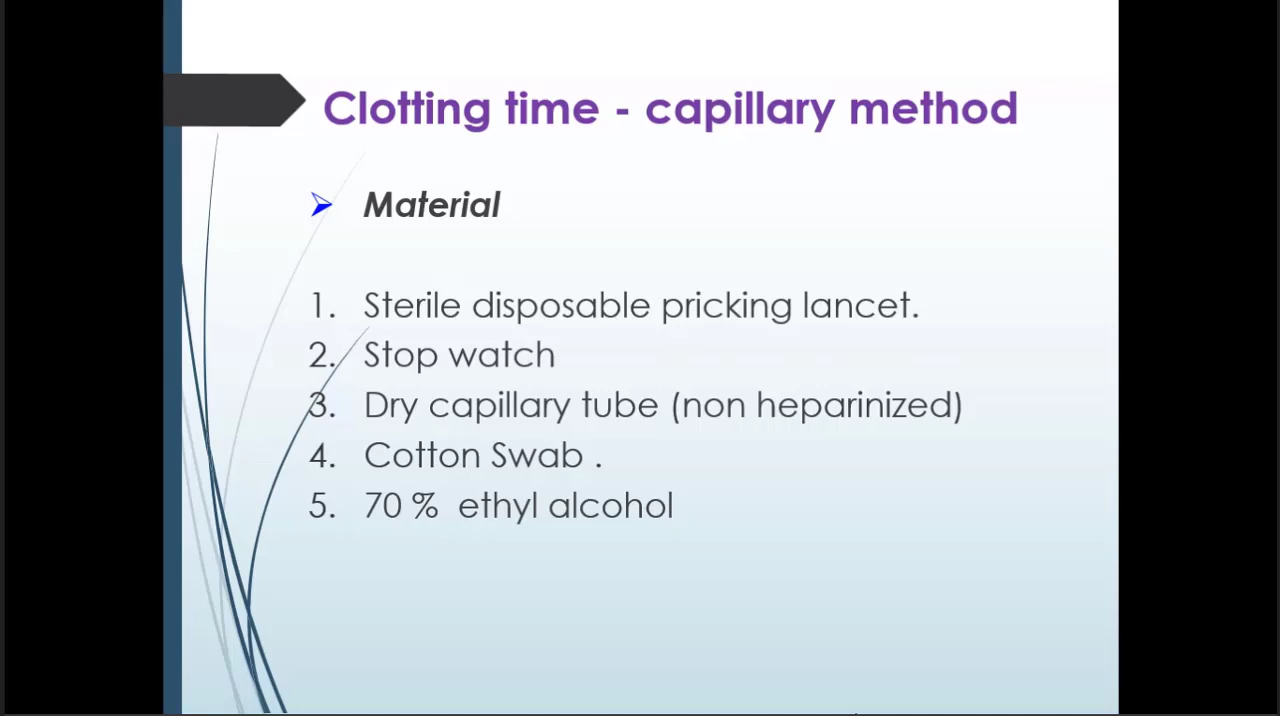 Clotting time - capillary method
Material
1. Sterile disposable pricking lancet.
2. Stop watch
3. Dry capillary tube (non heparinized)
4. Cotton Swab .
5. 70 % ethyl alcohol